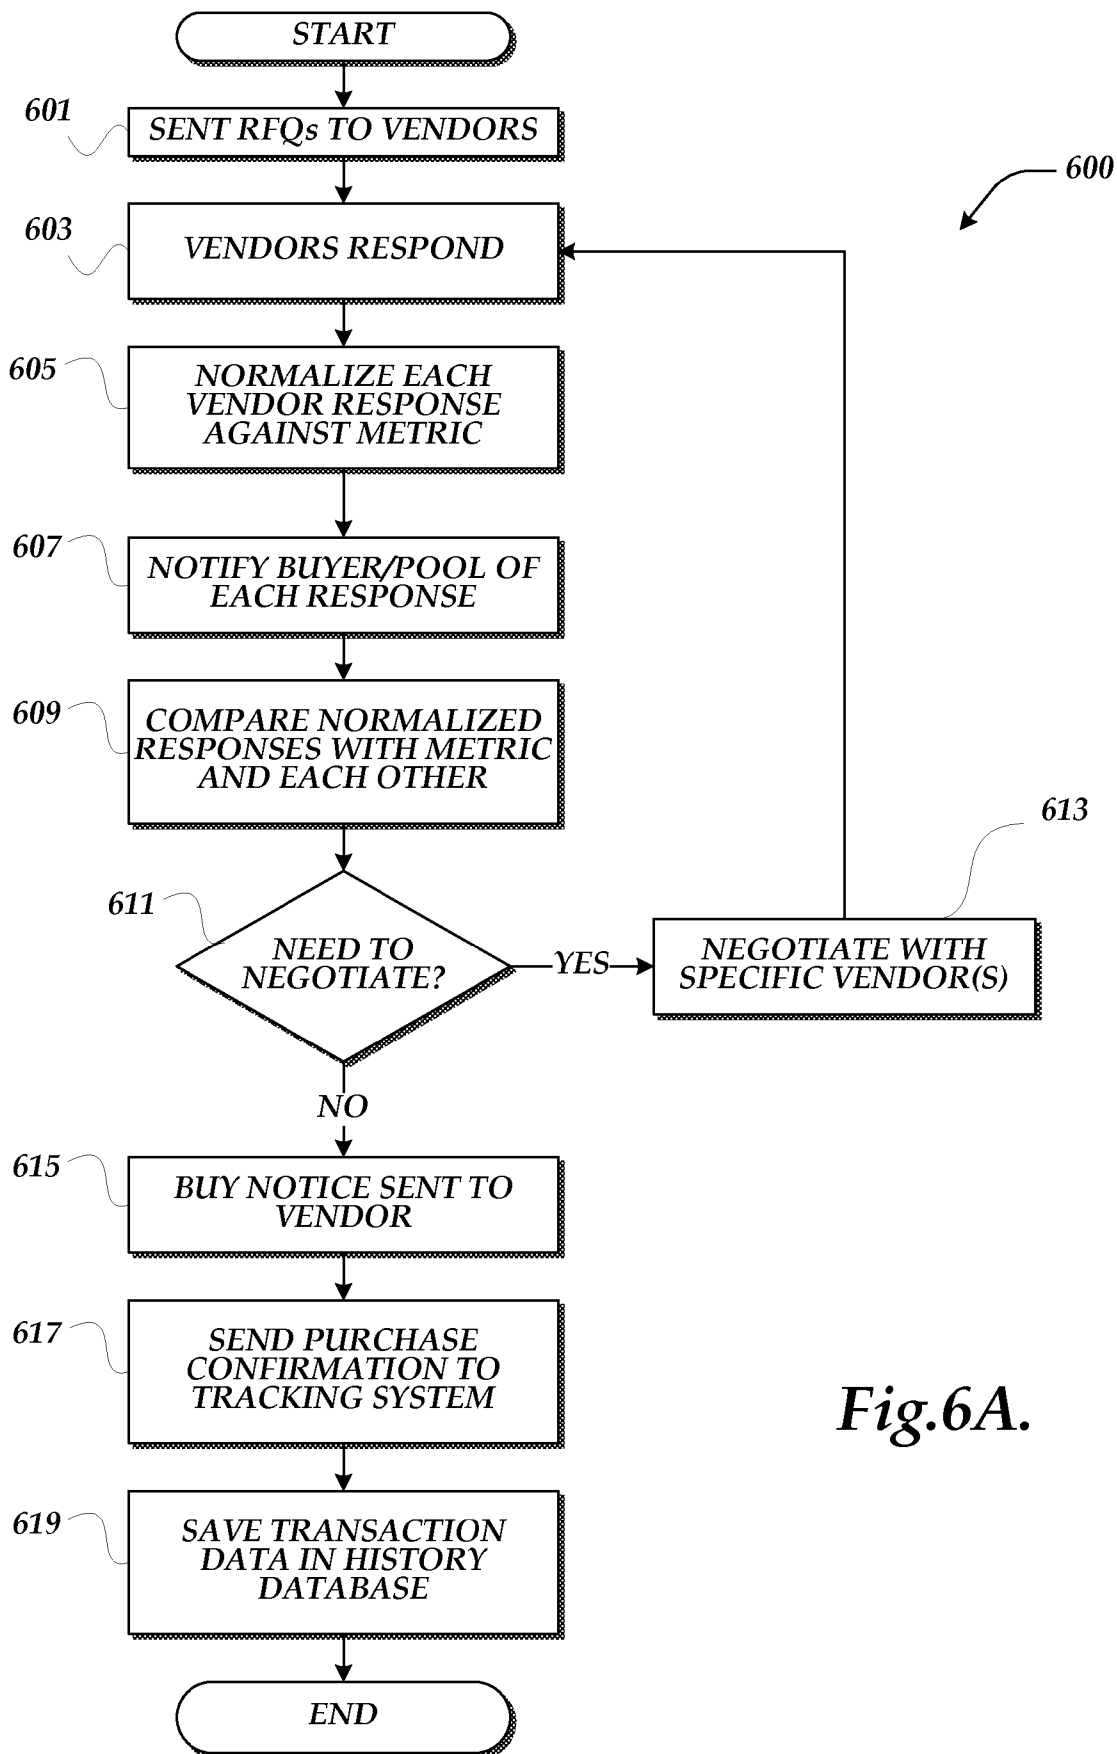 START
601
SENT RFQs TO VENDORS
600
603
VENDORS RESPOND
605
NORMALIZE EACH
VENDOR RESPONSE
AGAINST METRIC
607
NOTIFY BUYER/POOL OF
EACH RESPONSE
609
COMPARE NORMALIZED
RESPONSES WITH METRIC
AND EACH OTHER
613
611
NEED TO
NEGOTIATE?
YES
NEGOTIATE WITH
SPECIFIC VENDOR(S)
NO
615
BUY NOTICE SENT TO
VENDOR
617
SEND PURCHASE
CONFIRMATION TO
TRACKING SYSTEM
Fig.6A.
619
SAVE TRANSACTION
DATA IN HISTORY
DATABASE
END